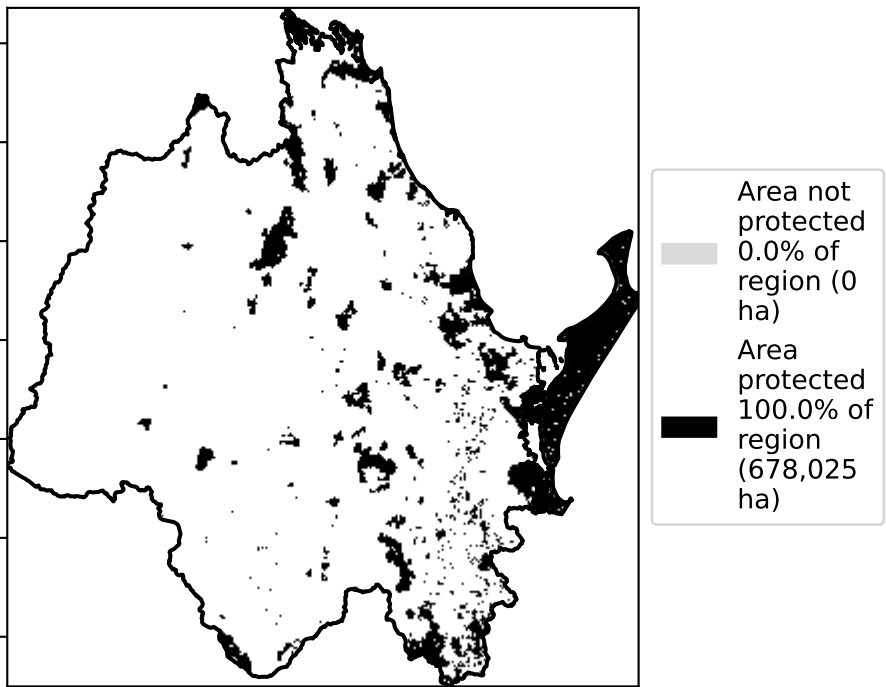 Area not
protected
0.0% of
region (0
ha)
Area
protected
100.0% of
region
(678,025
ha)